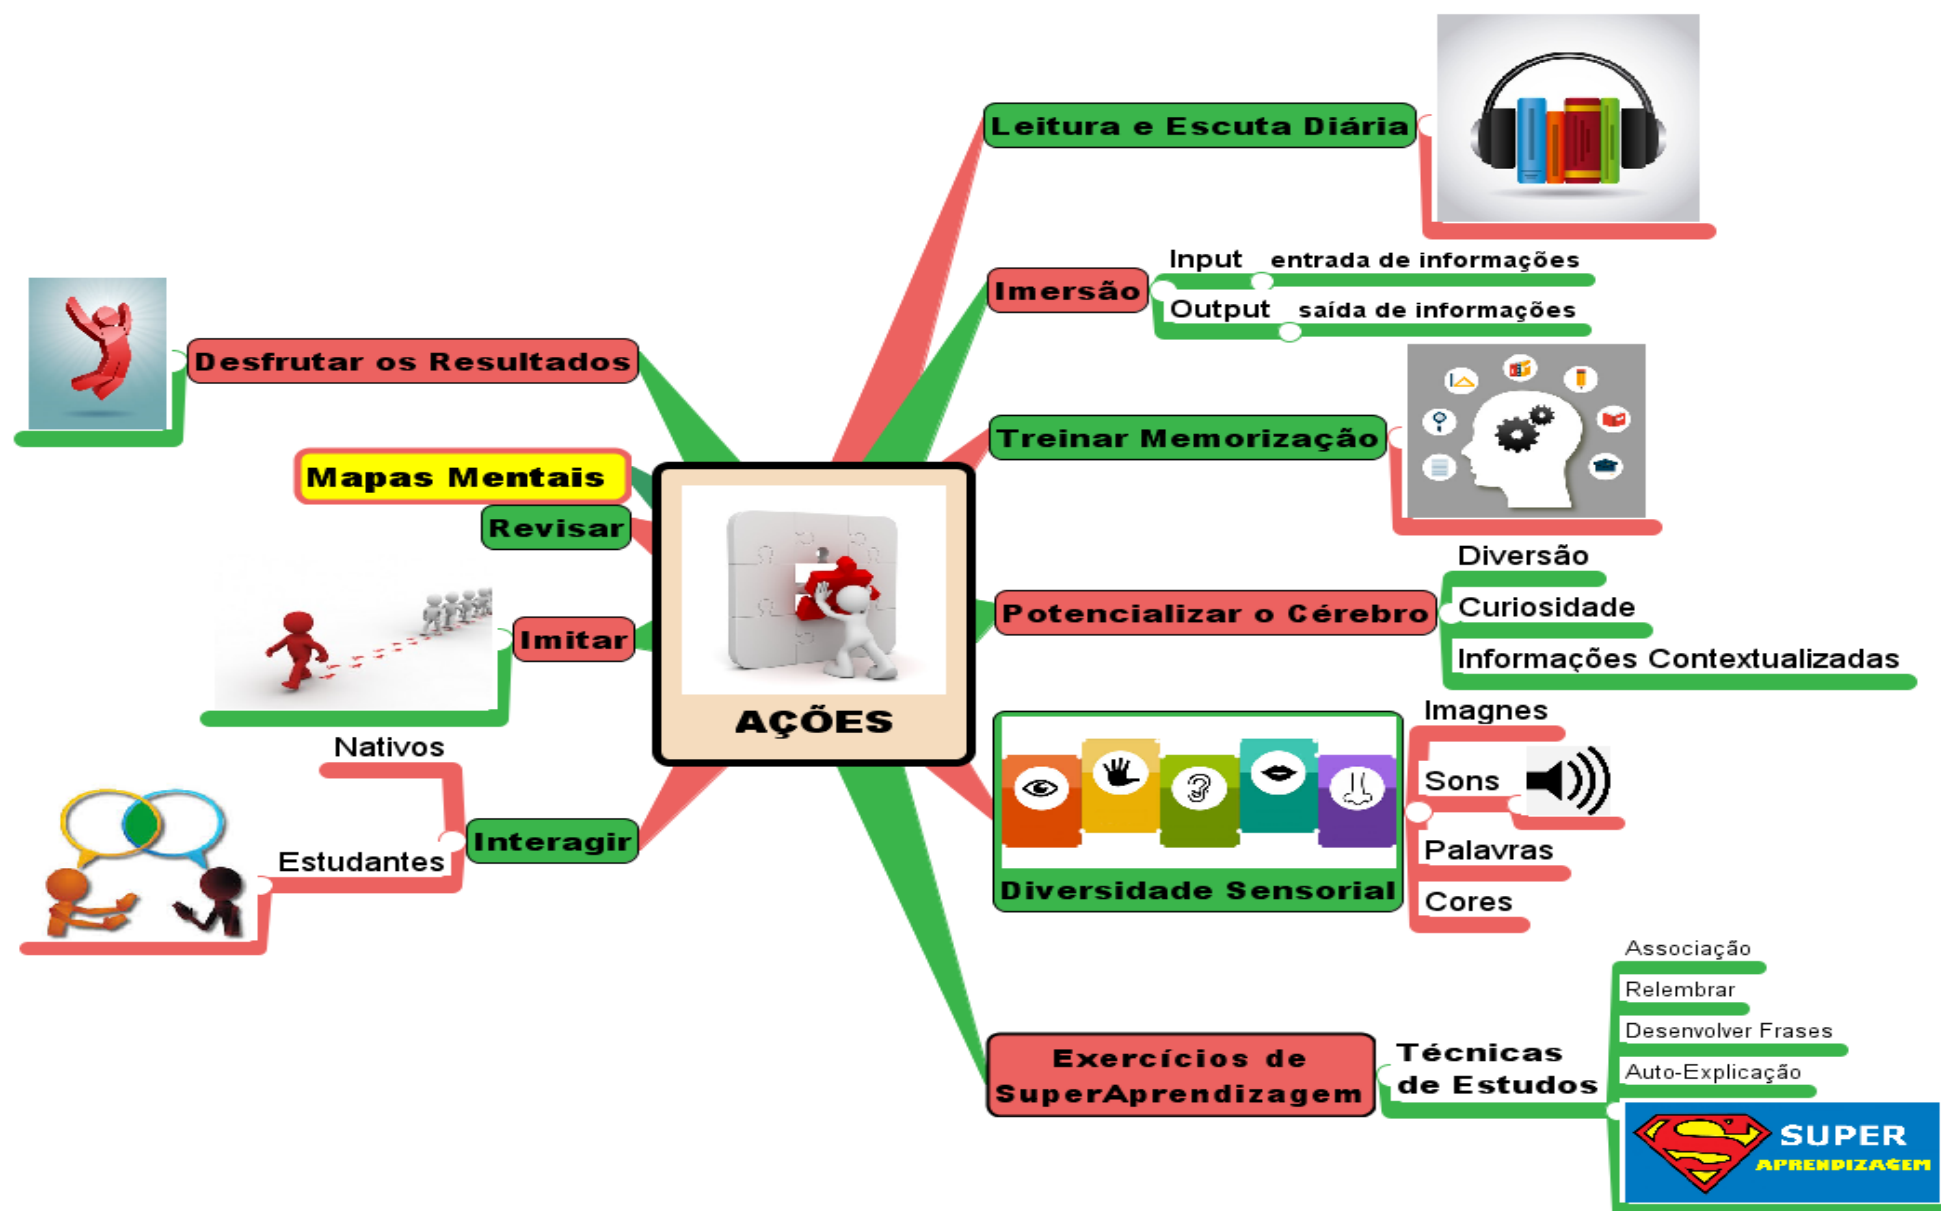 Leitura e Escuta Diária
Imersão
Input
entrada de informações
Output
saída de informações
Treinar Memorização
Potencializar o Cérebro
Diversão
Curiosidade
Informações Contextualizadas
Diversidade Sensorial
Imagnes
Sons
Palavras
Cores
Exercícios de
SuperAprendizagem
Técnicas
de Estudos
Associação
Relembrar
Desenvolver Frases
Auto-Explicação
SUPER
APRENDIZAGEM
AÇÕES
Desfrutar os Resultados
Mapas Mentais
Revisar
Imitar
Interagir
Nativos
Estudantes